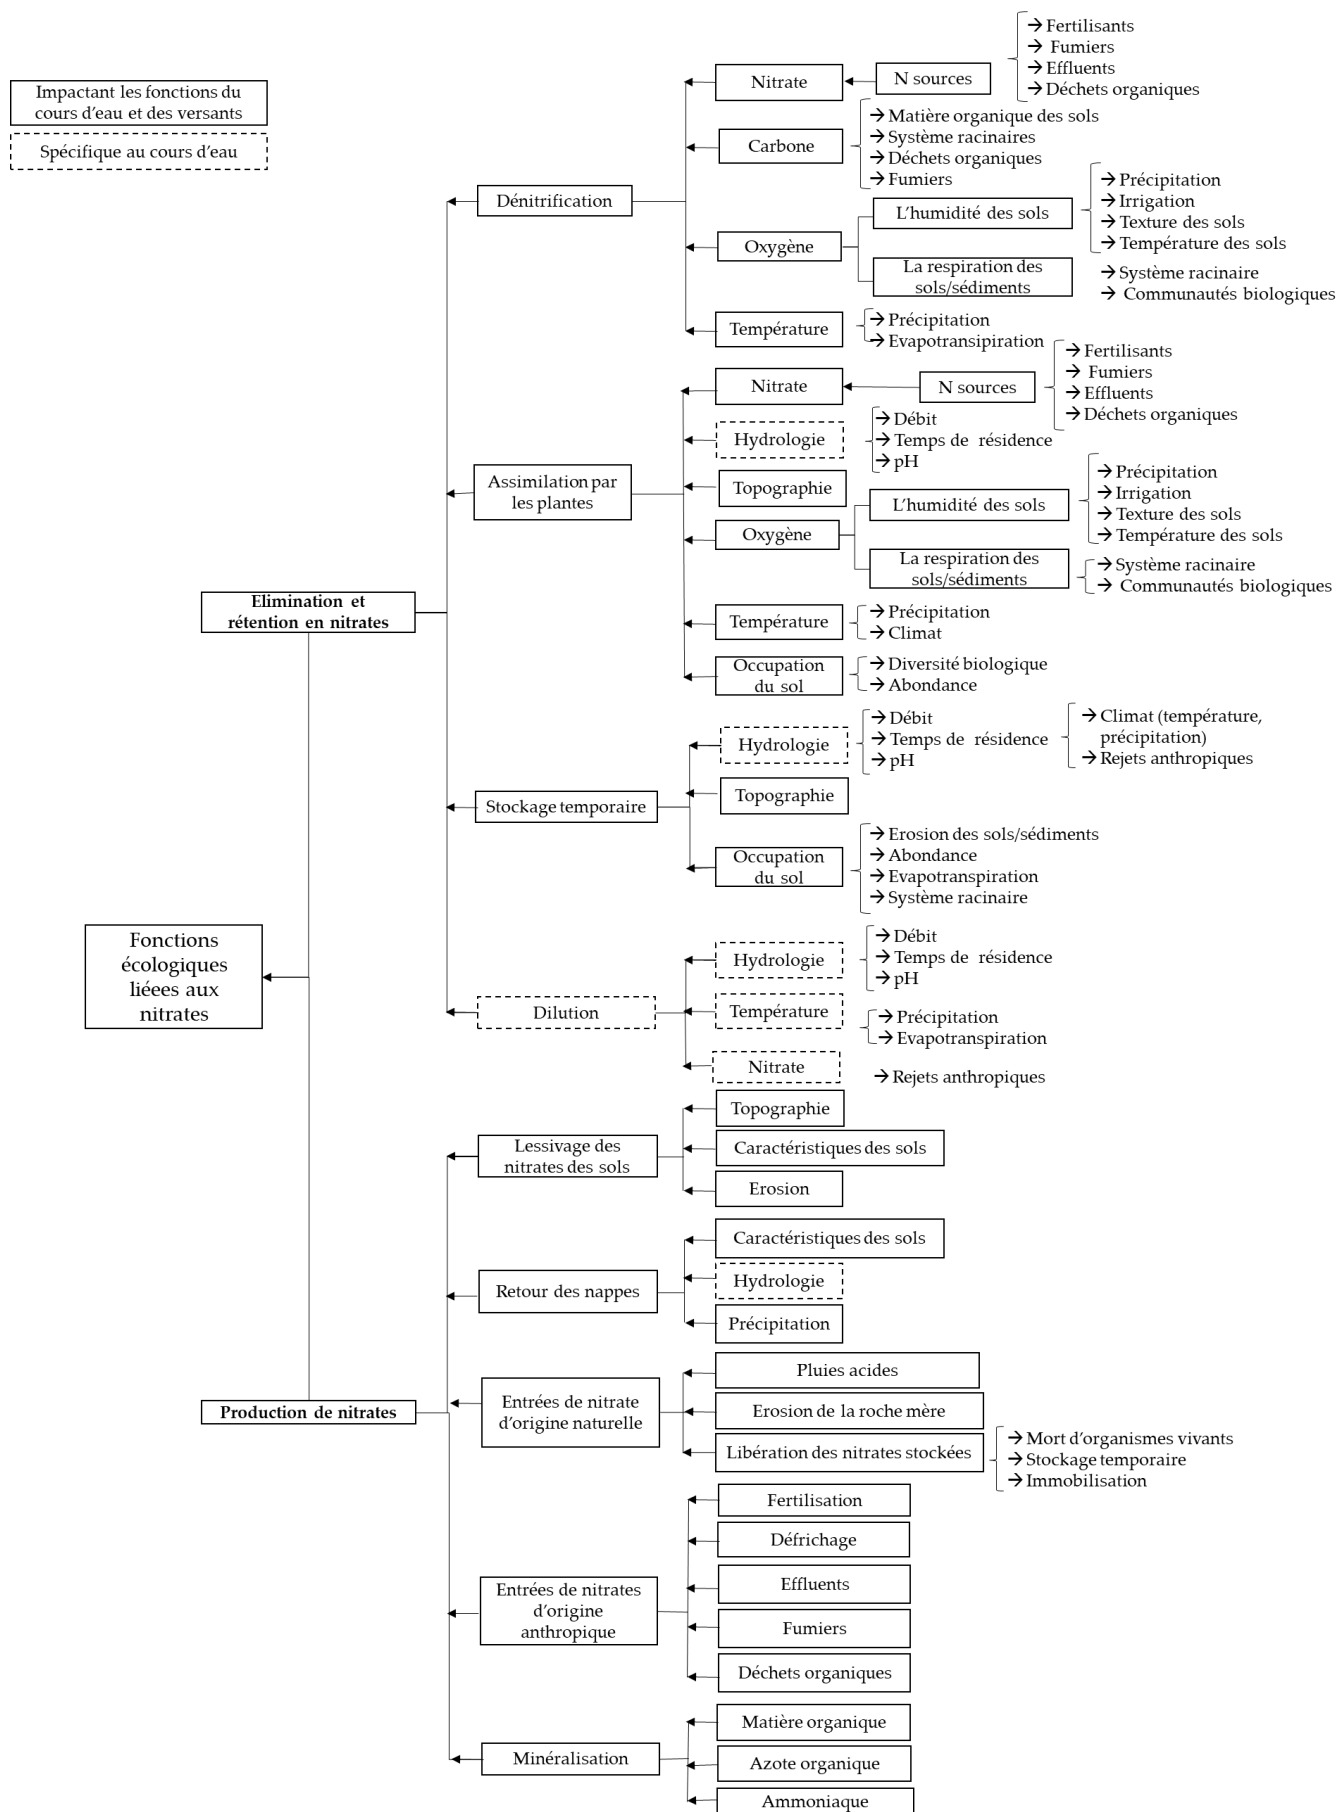 Impactant les fonctions du
cours d'eau et des versants
Spécifique au cours d'eau
Fonctions
écologiques
liéees aux
nitrates
Elimination et
rétention en nitrates
Dénitrification
Nitrate
N sources
→ Fertilisants
→ Fumiers
→ Effluents
→ Déchets organiques
Carbone
→ Matière organique des sols
→ Système racinaires
→ Déchets organiques
→ Fumiers
Oxygène
L'humidité des sols
→ Précipitation
→ Irrigation
→ Texture des sols
→ Température des sols
La respiration des
sols/sédiments
→ Système racinaire
→ Communautés biologiques
Température
→ Précipitation
→ Evapotransipiration
Assimilation par
les plantes
Nitrate
N sources
→ Fertilisants
→ Fumiers
→ Effluents
→ Déchets organiques
Hydrologie
→ Débit
→ Temps de résidence
→ pH
Topographie
Oxygène
L'humidité des sols
→ Précipitation
→ Irrigation
→ Texture des sols
→ Température des sols
La respiration des
sols/sédiments
→ Système racinaire
→ Communautés biologiques
Température
→ Précipitation
→ Climat
Occupation
du sol
→ Diversité biologique
→ Abondance
Stockage temporaire
Hydrologie
→ Débit
→ Temps de résidence
→ pH
→ Climat (température,
précipitation)
→ Rejets anthropiques
Topographie
Occupation
du sol
→ Erosion des sols/sédiments
→ Abondance
→ Evapotranspiration
→ Système racinaire
Dilution
Hydrologie
→ Débit
→ Temps de résidence
→ pH
Température
→ Précipitation
→ Evapotranspiration
Nitrate
→ Rejets anthropiques
Production de nitrates
Lessivage des
nitrates des sols
Topographie
Caractéristiques des sols
Erosion
Retour des nappes
Caractéristiques des sols
Hydrologie
Précipitation
Entrées de nitrate
d'origine naturelle
Pluies acides
Erosion de la roche mère
Libération des nitrates stockées
→ Mort d'organismes vivants
→ Stockage temporaire
→ Immobilisation
Entrées de nitrates
d'origine
anthropique
Fertilisation
Défrichage
Effluents
Fumiers
Déchets organiques
Minéralisation
Matière organique
Azote organique
Ammoniaque